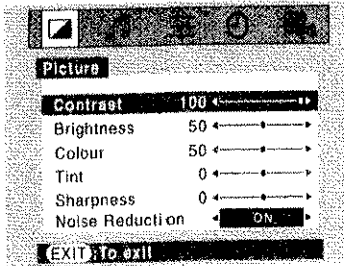 Picture
Contrast 100
Brightness 50
Colour 50
Tint 0
Sharpness 0
Noise Reduction ON
(EXIT):To exit